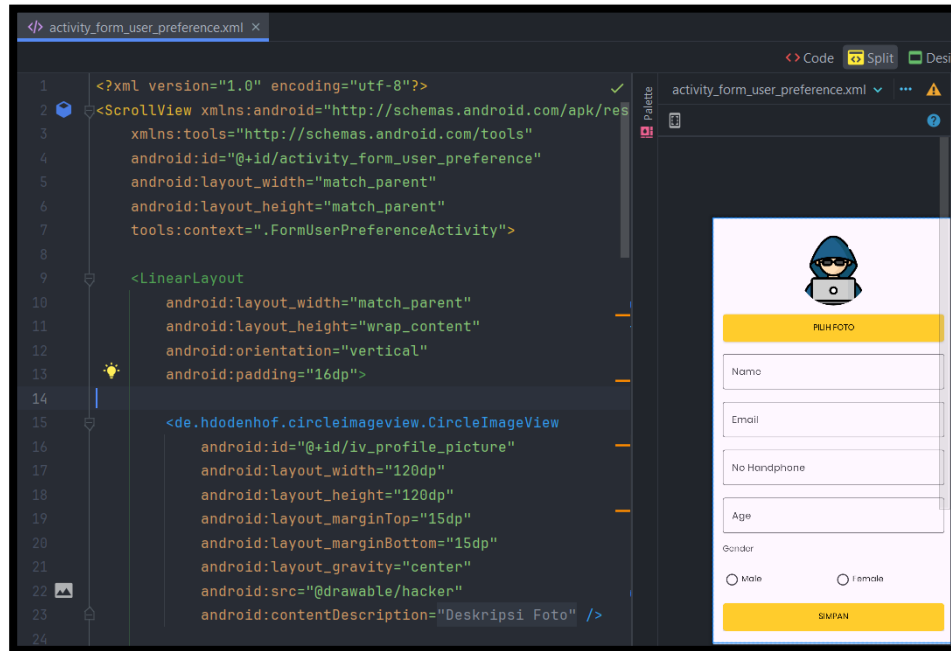 activity_form_user_preference.xml
Code Split Desi
1 <?xml version="1.0" encoding="utf-8"?>
2 <ScrollView xmlns:android="http://schemas.android.com/apk/res
3 xmlns:tools="http://schemas.android.com/tools"
4 android:id="@+id/activity_form_user_preference"
5 android:layout_width="match_parent"
6 android:layout_height="match_parent"
7 tools:context=".FormUserPreferenceActivity">
8
9 <LinearLayout
10 android:layout_width="match_parent"
11 android:layout_height="wrap_content"
12 android:orientation="vertical"
13 android:padding="16dp">
14
15 <de.hdodenhof.circleimageview.CircleImageView
16 android:id="@+id/iv_profile_picture"
17 android:layout_width="120dp"
18 android:layout_height="120dp"
19 android:layout_marginTop="15dp"
20 android:layout_marginBottom="15dp"
21 android:layout_gravity="center"
22 android:src="@drawable/hacker"
23 android:contentDescription="Deskripsi Foto" />
24
Palette
activity_form_user_preference.xml
PILIH FOTO
Name
Email
No Handphone
Age
Gender
Male Female
SIMPAN